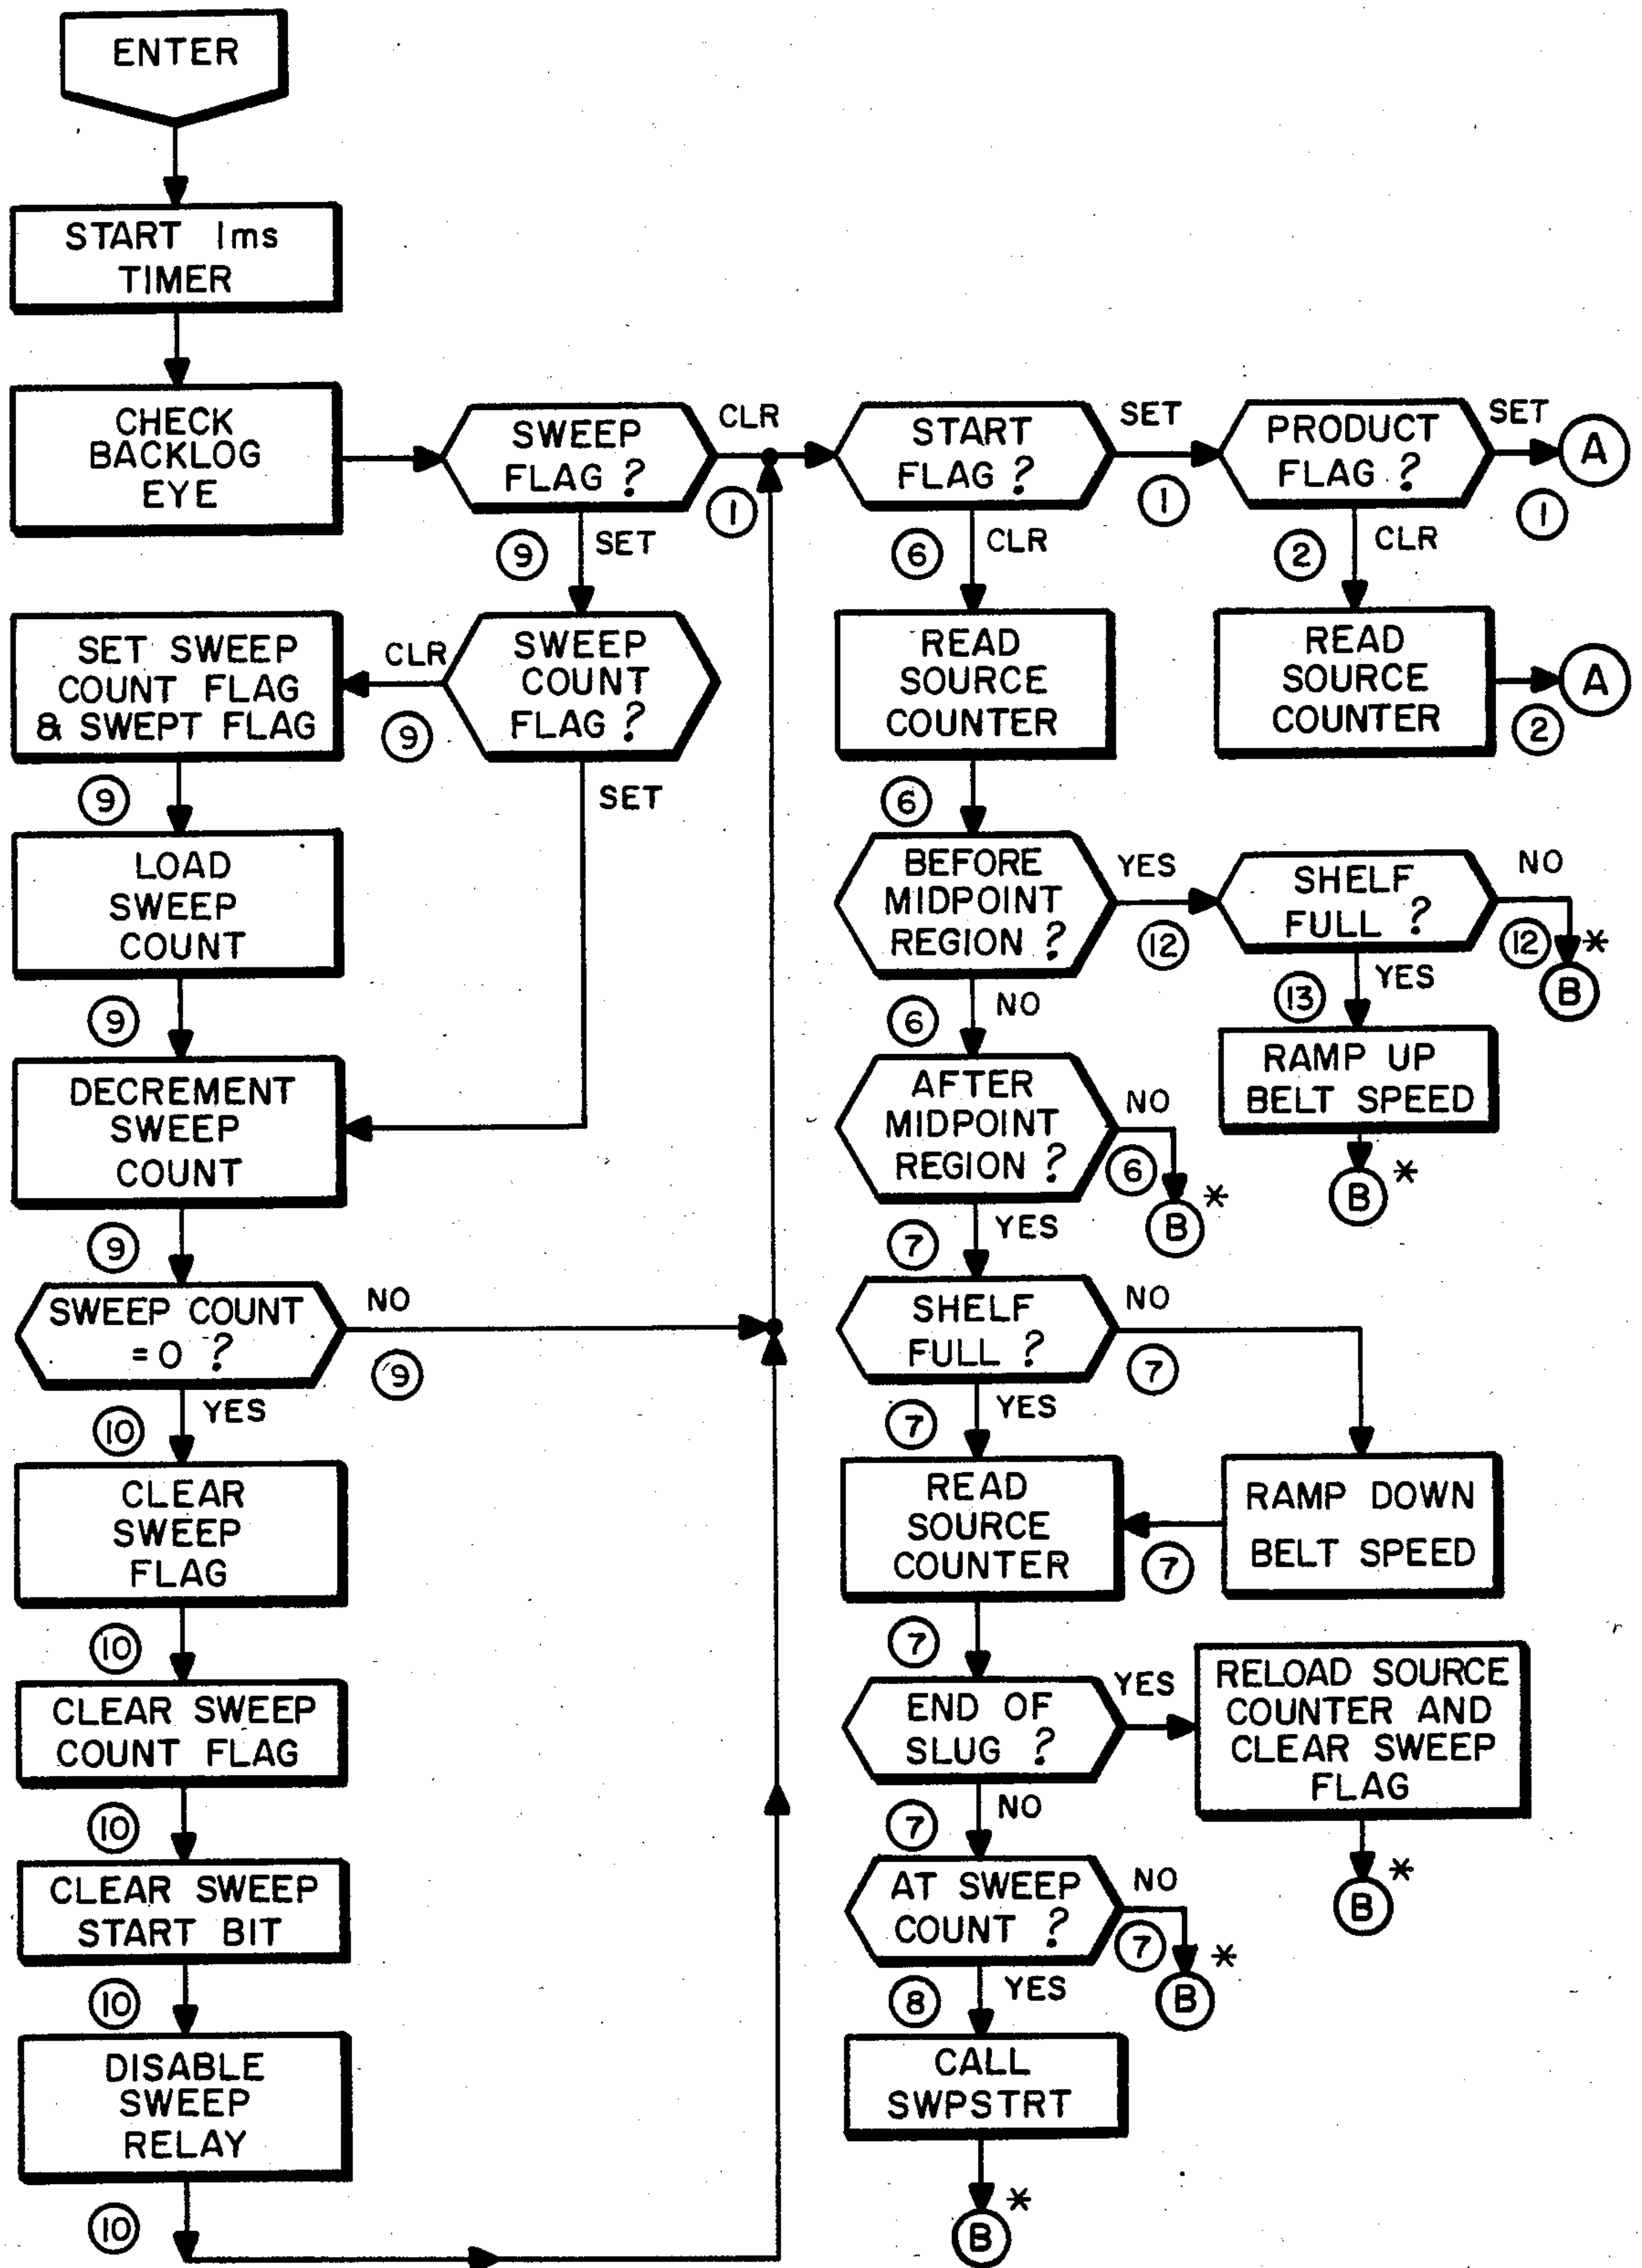 ENTER
START 1ms
TIMER
CHECK
BACKLOG
EYE
SWEEP
FLAG ?
CLR
1
SET
9
START
FLAG ?
SET
1
CLR
6
PRODUCT
FLAG ?
SET
1
A
CLR
2
SET SWEEP
COUNT FLAG
& SWEPT FLAG
CLR
9
SWEEP
COUNT
FLAG ?
SET
9
LOAD
SWEEP
COUNT
9
DECREMENT
SWEEP
COUNT
9
SWEEP COUNT
= 0 ?
NO
9
YES
10
CLEAR
SWEEP
FLAG
10
CLEAR SWEEP
COUNT FLAG
10
CLEAR SWEEP
START BIT
10
DISABLE
SWEEP
RELAY
10
READ
SOURCE
COUNTER
6
READ
SOURCE
COUNTER
2
A
BEFORE
MIDPOINT
REGION ?
YES
12
NO
6
SHELF
FULL ?
NO
12
*
B
YES
13
RAMP UP
BELT SPEED
B
*
AFTER
MIDPOINT
REGION ?
NO
6
*
B
YES
7
SHELF
FULL ?
NO
7
YES
7
READ
SOURCE
COUNTER
7
RAMP DOWN
BELT SPEED
7
END OF
SLUG ?
YES
RELOAD SOURCE
COUNTER AND
CLEAR SWEEP
FLAG
*
B
NO
7
AT SWEEP
COUNT ?
NO
7
*
B
YES
8
CALL
SWPSTRT
*
B